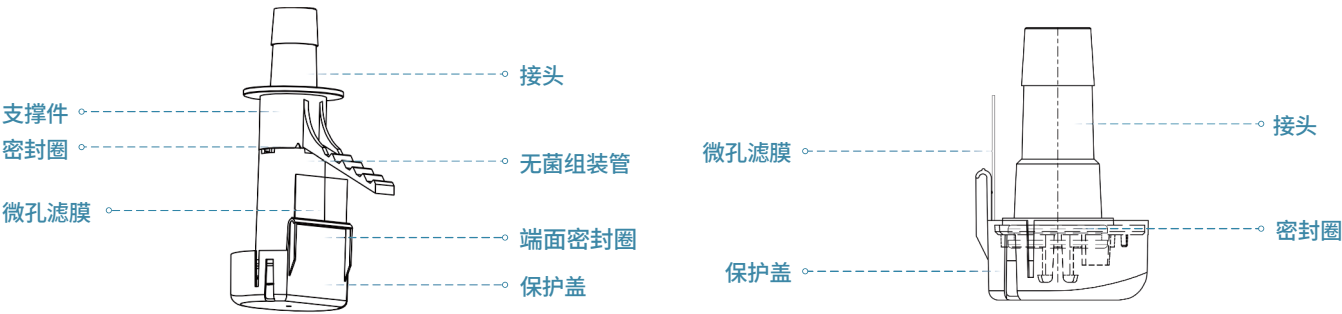 接头
支撑件
密封圈
无菌组装管
微孔滤膜
端面密封圈
保护盖
接头
微孔滤膜
密封圈
保护盖